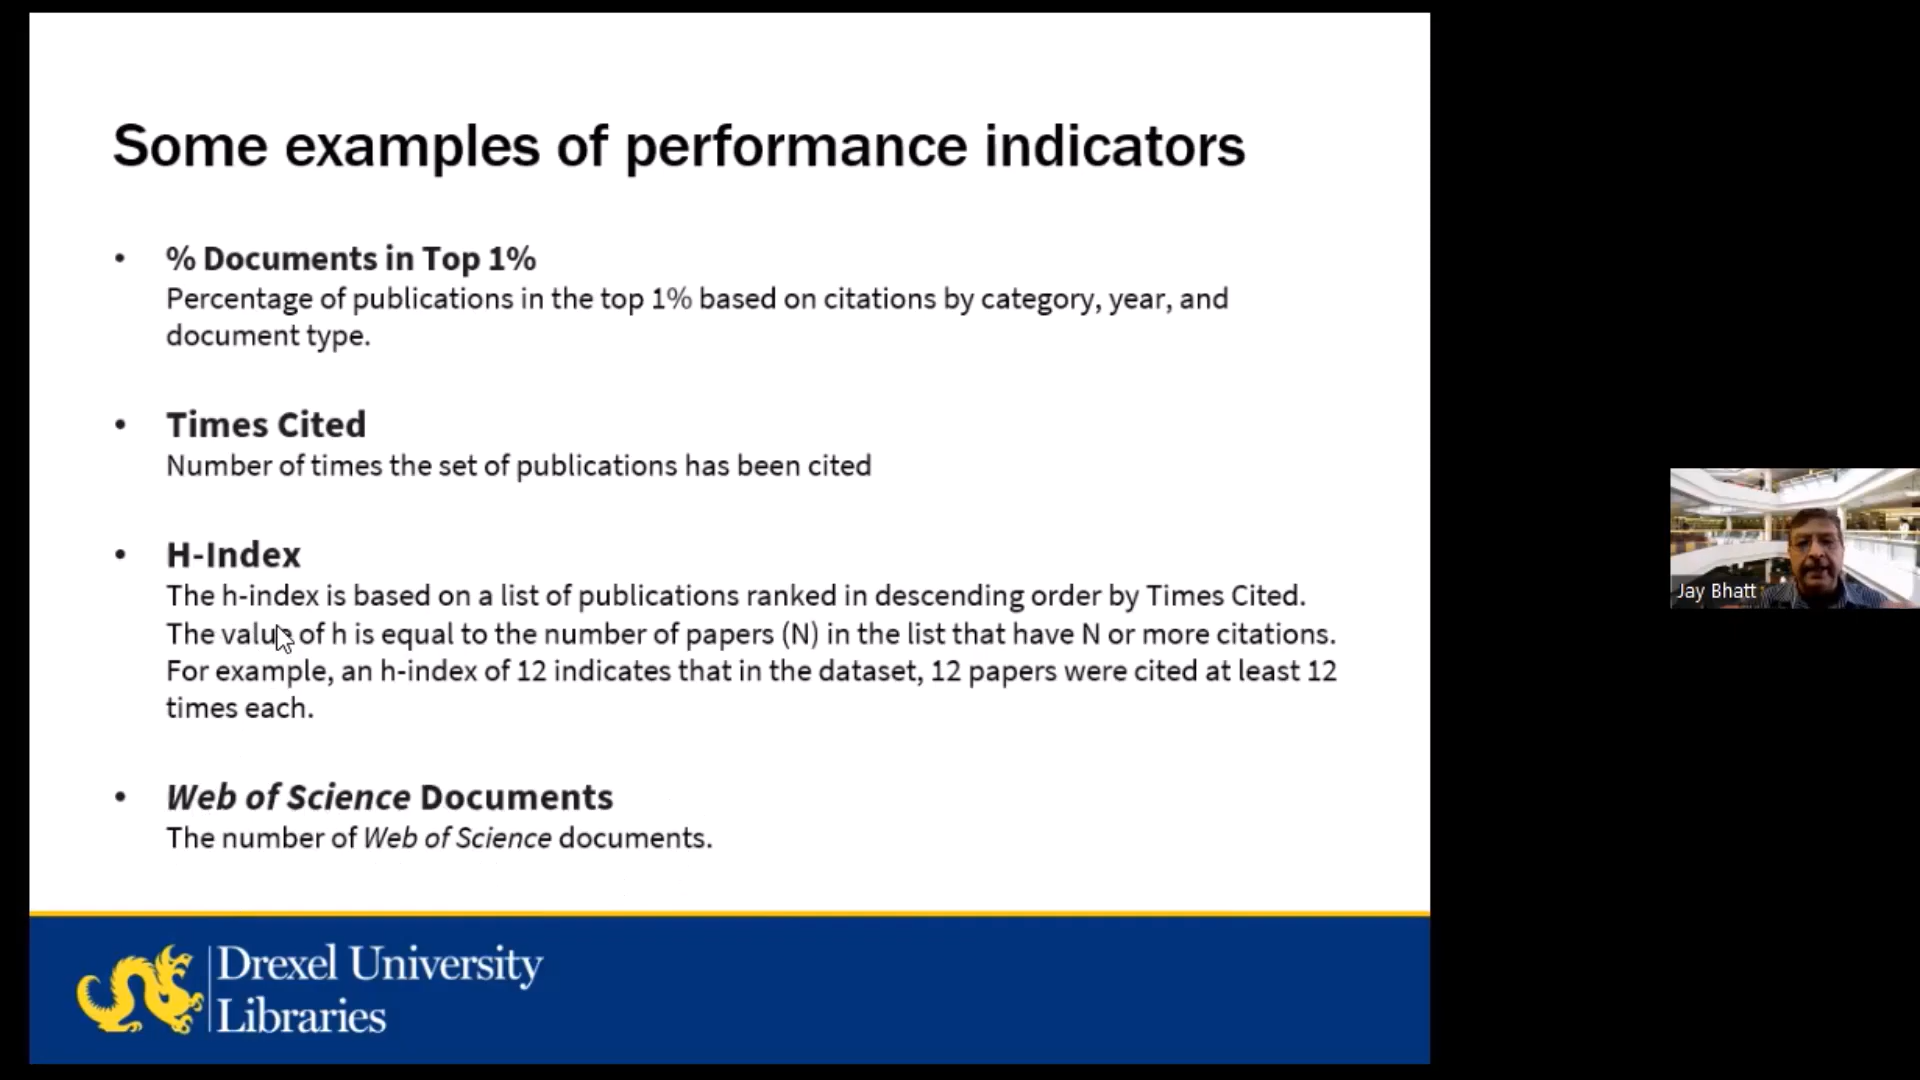 Some examples of performance indicators
• % Documents in Top 1%
Percentage of publications in the top 1% based on citations by category, year, and
document type.
• Times Cited
Number of times the set of publications has been cited
• H-Index
The h-index is based on a list of publications ranked in descending order by Times Cited.
The value of h is equal to the number of papers (N) in the list that have N or more citations.
For example, an h-index of 12 indicates that in the dataset, 12 papers were cited at least 12
times each.
• Web of Science Documents
The number of Web of Science documents.
Drexel University
Libraries
Jay Bhatt